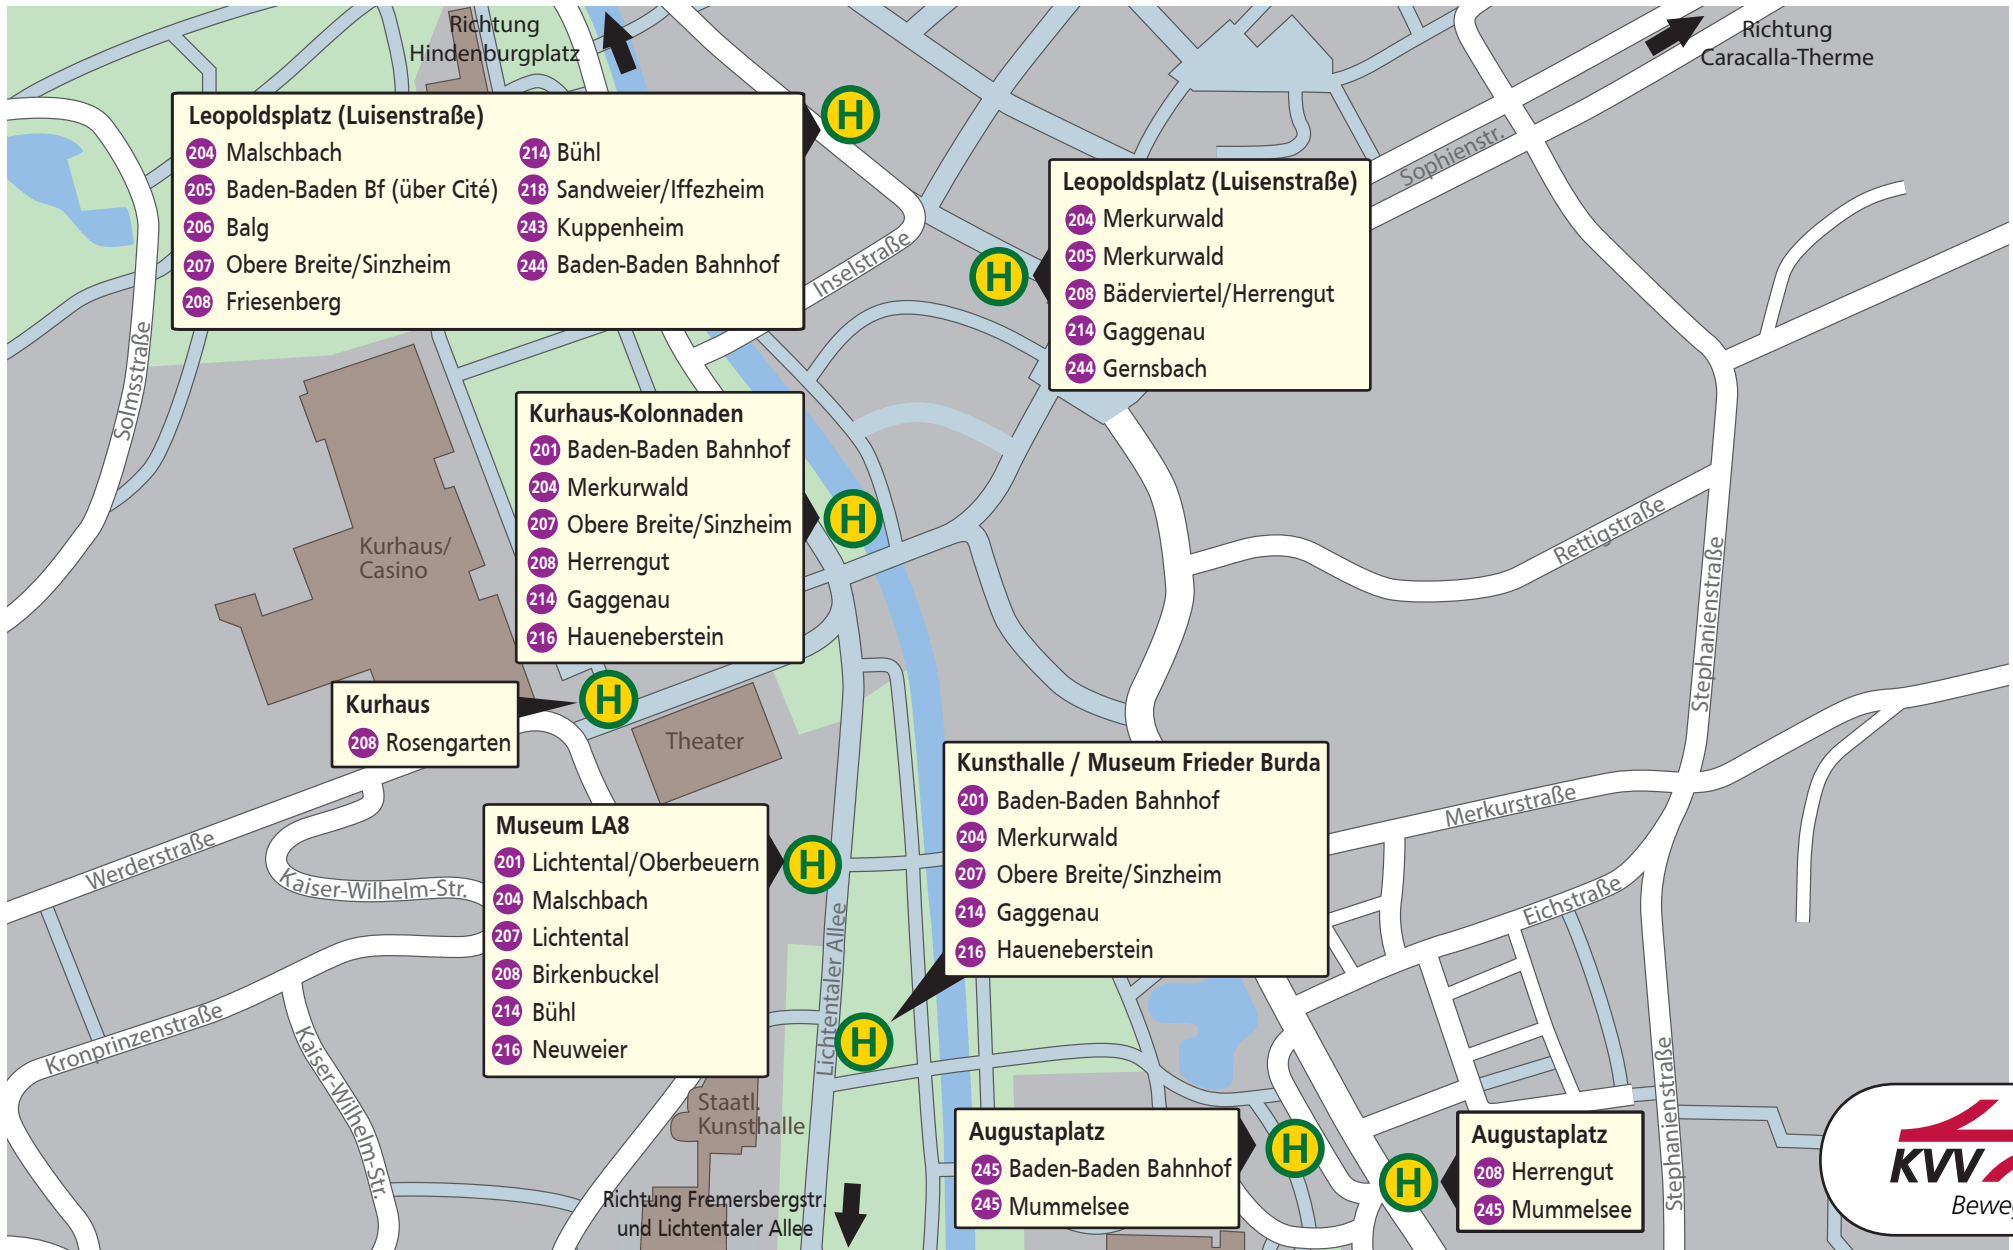 Richtung
Hindenburgplatz
Richtung
Caracalla-Therme
Leopoldsplatz (Luisenstraße)
204 Malschbach
205 Baden-Baden Bf (über Cité)
206 Balg
207 Obere Breite/Sinzheim
208 Friesenberg
214 Bühl
218 Sandweier/Iffezheim
243 Kuppenheim
244 Baden-Baden Bahnhof
H
Sophienstr.
Leopoldsplatz (Luisenstraße)
204 Merkurwald
205 Merkurwald
208 Bäderviertel/Herrengut
214 Gaggenau
244 Gernsbach
H
Inselstraße
Solmsstraße
Kurhaus-Kolonnaden
201 Baden-Baden Bahnhof
204 Merkurwald
207 Obere Breite/Sinzheim
208 Herrengut
214 Gaggenau
216 Haueneberstein
H
Kurhaus/
Casino
Rettigstraße
Stephanienstraße
Kurhaus
208 Rosengarten
H
Theater
Kunsthalle / Museum Frieder Burda
201 Baden-Baden Bahnhof
204 Merkurwald
207 Obere Breite/Sinzheim
214 Gaggenau
216 Haueneberstein
H
Merkurstraße
Museum LA8
201 Lichtental/Oberbeuern
204 Malschbach
207 Lichtental
208 Birkenbuckel
214 Bühl
216 Neuweier
H
Werderstraße
Kaiser-Wilhelm-Str.
Eichstraße
Lichtentaler Allee
Kronprinzenstraße
Kaiser-Wilhelm-Str.
Stephanienstraße
Staatl.
Kunsthalle
Augustaplatz
245 Baden-Baden Bahnhof
245 Mummelsee
H
Augustaplatz
208 Herrengut
245 Mummelsee
H
Richtung Fremersbergstr.
und Lichtentaler Allee
KVV